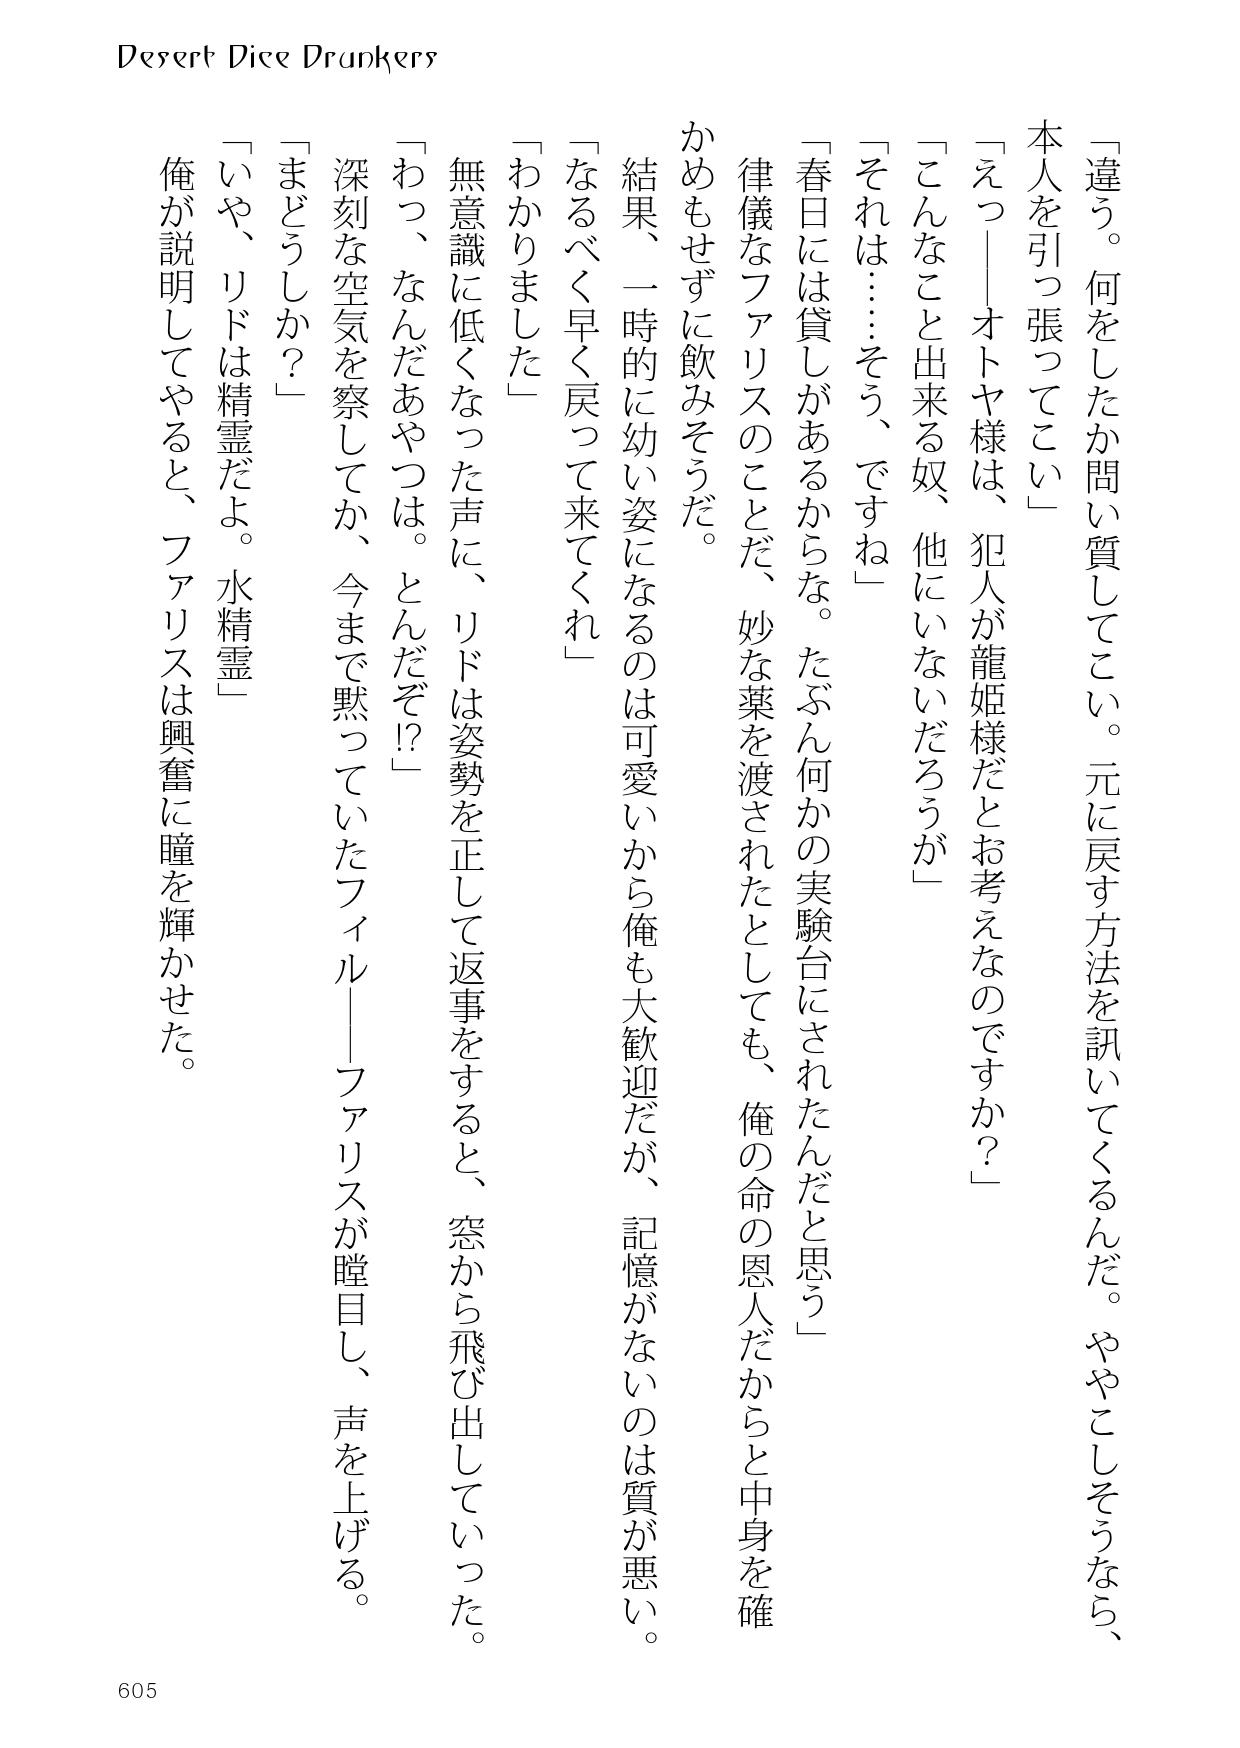 Desert Dice Drunkers
「違う。何をしたか問い質してこい。元に戻す方法を訊いてくるんだ。ややこしそうなら、
本人を引っ張ってこい」
「えっ――オトヤ様は、犯人が龍姫様だとお考えなのですか？」
「こんなこと出来る奴、他にいないだろうが」
「それは……そう、ですね」
「春日には貸しがあるからな。たぶん何かの実験台にされたんだと思う」
　律儀なファリスのことだ、妙な薬を渡されたとしても、俺の命の恩人だからと中身を確
かめもせずに飲みそうだ。
　結果、一時的に幼い姿になるのは可愛いから俺も大歓迎だが、記憶がないのは質が悪い。
「なるべく早く戻って来てくれ」
「わかりました」
　無意識に低くなった声に、リドは姿勢を正して返事をすると、窓から飛び出していった。
「わっ、なんだあやつは。とんだぞ!?」
　深刻な空気を察してか、今まで黙っていたフィル――ファリスが瞠目し、声を上げる。
「まどうしか？」
「いや、リドは精霊だよ。水精霊」
　俺が説明してやると、ファリスは興奮に瞳を輝かせた。
605